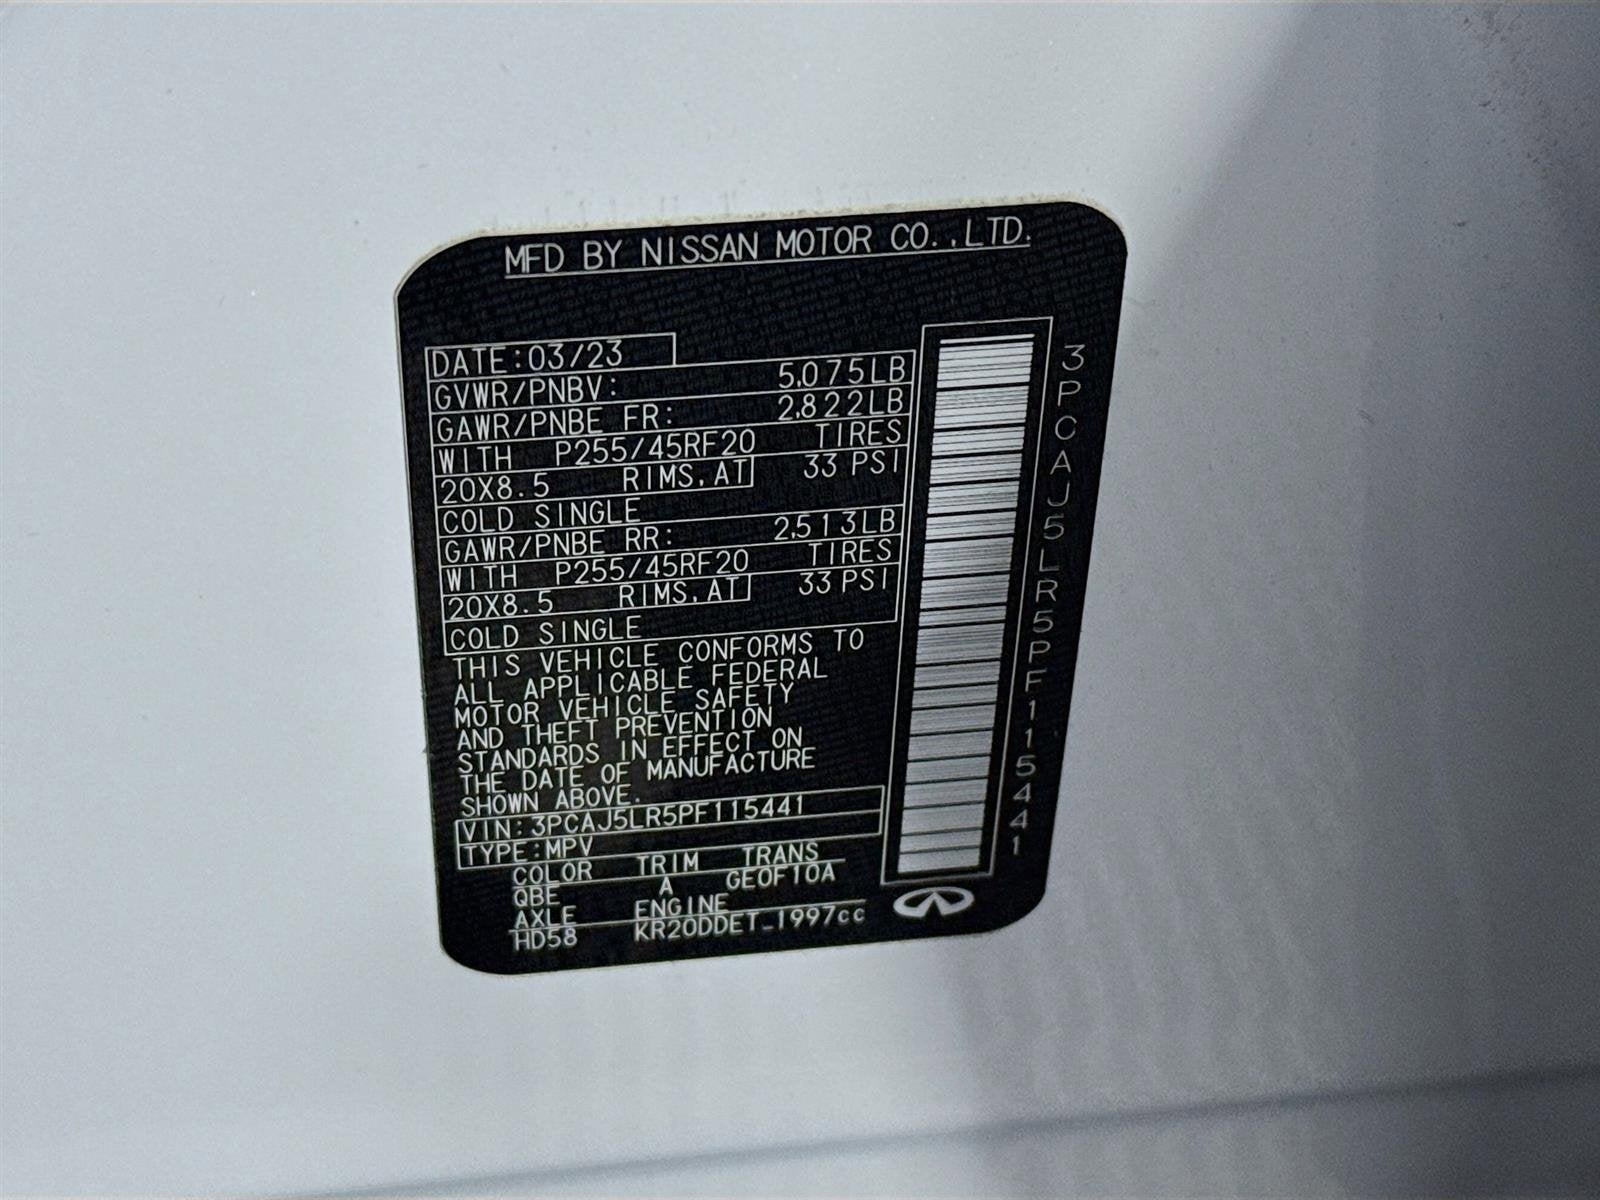 MFD BY NISSAN MOTOR CO.,LTD.
DATE:03/23
GVWR/PNBV: 5,075LB
GAWR/PNBE FR: 2,822LB
WITH P255/45RF20 TIRES
20X8.5 RIMS,AT 33 PSI
COLD SINGLE
GAWR/PNBE RR: 2,513LB
WITH P255/45RF20 TIRES
20X8.5 RIMS,AT 33 PSI
COLD SINGLE
THIS VEHICLE CONFORMS TO
ALL APPLICABLE FEDERAL
MOTOR VEHICLE SAFETY
AND THEFT PREVENTION
STANDARDS IN EFFECT ON
THE DATE OF MANUFACTURE
SHOWN ABOVE.
VIN: 3PCAJ5LR5PF115441
TYPE:MPV
COLOR TRIM TRANS
QBE A GE0F10A
AXLE ENGINE
HD58 KR20DDET_1997cc
3PCAJ5LR5PF115441